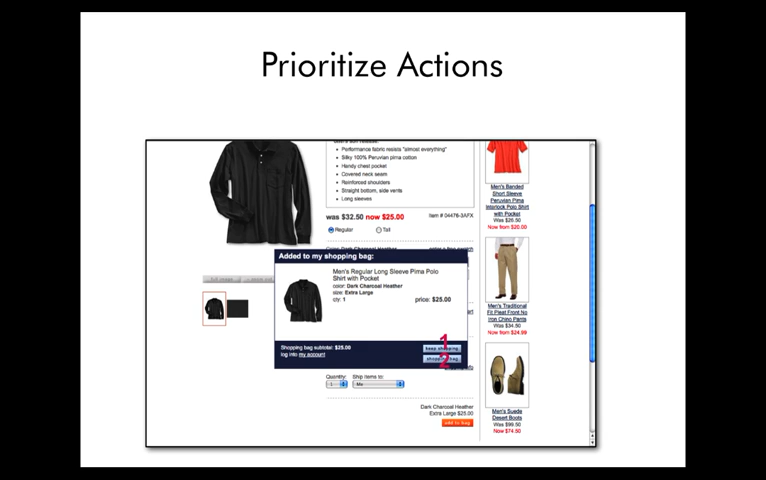 Prioritize Actions
Performance fabric resists "almost everything"
Silky 100% Peruvian pima cotton
Handy chest pocket
Covered neck seam
Reinforced shoulders
Straight bottom, side vents
Long sleeves
was $32.50 now $25.00
Item # 04476-3AFX
Regular
Tall
Added to my shopping bag:
Men's Regular Long Sleeve Pima Polo
Shirt with Pocket
color: Dark Charcoal Heather
size: Extra Large
qty: 1
price: $25.00
1
Shopping bag subtotal: $25.00
keep shopping
log into my account
shopping bag
2
Quantity:
Ship items to:
1
Me
Dark Charcoal Heather
Extra Large $25.00
add to bag
Men's Banded
Short Sleeve
Peruvian Pima
Interlock Polo Shirt
with Pocket
Was $26.50
Now from $20.00
Men's Traditional
Fit Pleat Front No
Iron Chino Pants
Was $34.50
Now from $24.99
Men's Suede
Desert Boots
Was $99.50
Now $74.50